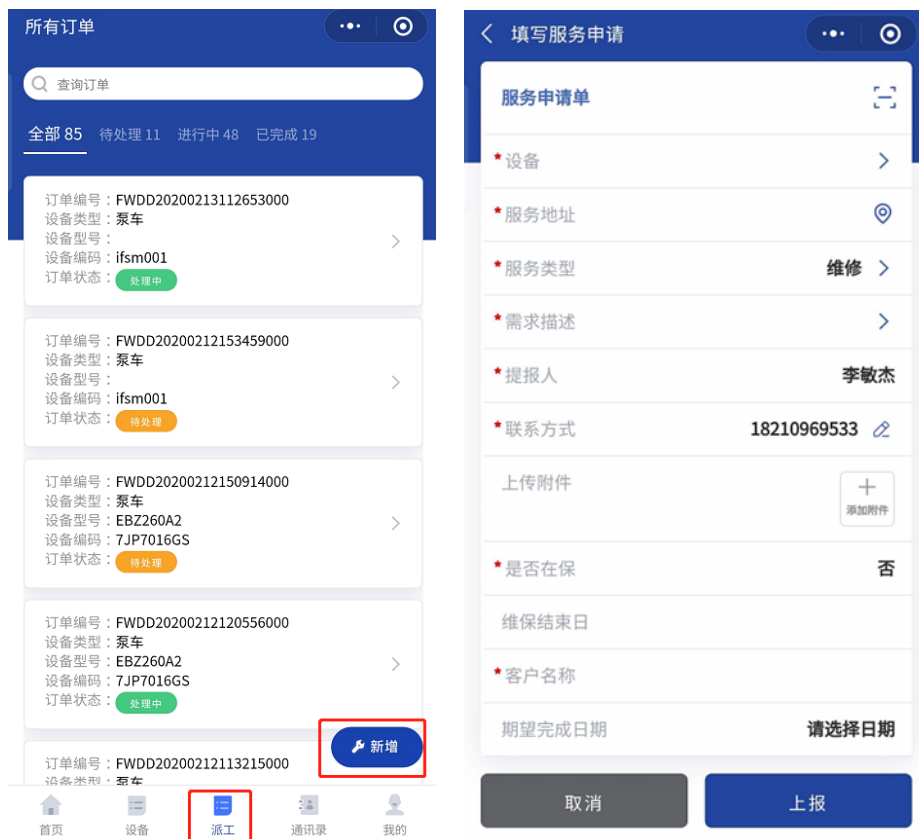 所有订单
查询订单
全部 85 待处理 11 进行中 48 已完成 19
订单编号：FWDD20200213112653000
设备类型：泵车
设备型号：
设备编码：ifsm001
订单状态：处理中
订单编号：FWDD20200212153459000
设备类型：泵车
设备型号：
设备编码：ifsm001
订单状态：待处理
订单编号：FWDD20200212150914000
设备类型：泵车
设备型号：EBZ260A2
设备编码：7JP7016GS
订单状态：待处理
订单编号：FWDD20200212120556000
设备类型：泵车
设备型号：EBZ260A2
设备编码：7JP7016GS
订单状态：处理中
新增
订单编号：FWDD20200212113215000
设备类型：泵车
首页 设备 派工 通讯录 我的
填写服务申请
服务申请单
*设备
*服务地址
*服务类型 维修
*需求描述
*提报人 李敏杰
*联系方式 18210969533
上传附件
添加附件
*是否在保 否
维保结束日
*客户名称
期望完成日期 请选择日期
取消 上报